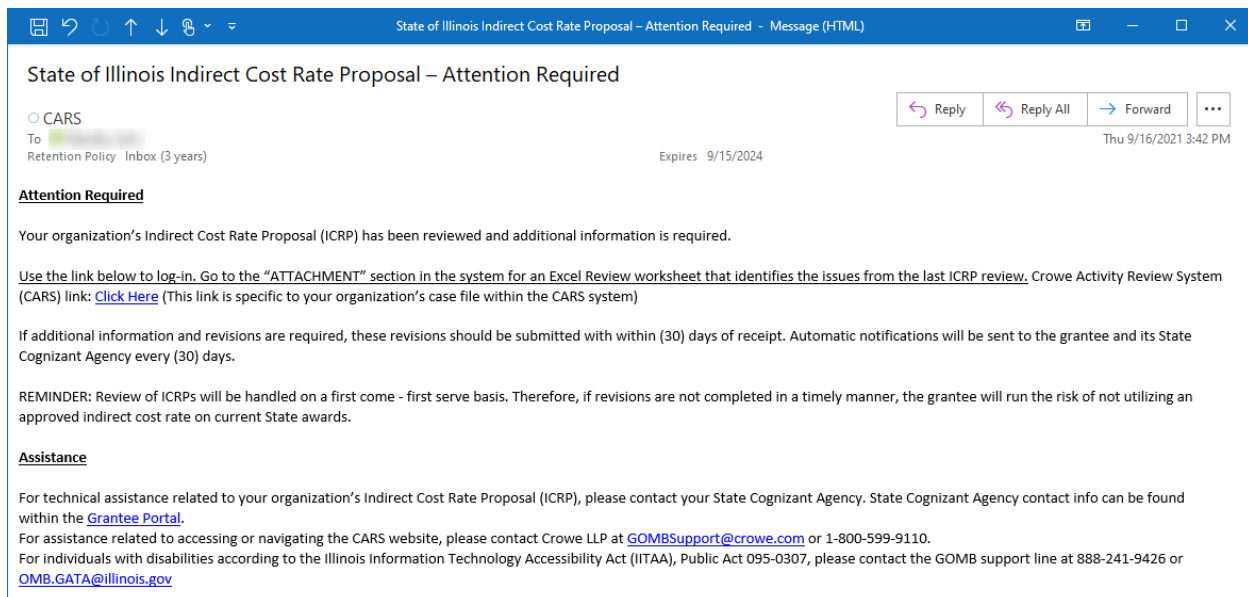 State of Illinois Indirect Cost Rate Proposal – Attention Required - Message (HTML)
State of Illinois Indirect Cost Rate Proposal – Attention Required
CARS
Reply
Reply All
Forward
To
Thu 9/16/2021 3:42 PM
Retention Policy Inbox (3 years)
Expires 9/15/2024
Attention Required
Your organization’s Indirect Cost Rate Proposal (ICRP) has been reviewed and additional information is required.
Use the link below to log-in. Go to the “ATTACHMENT” section in the system for an Excel Review worksheet that identifies the issues from the last ICRP review. Crowe Activity Review System
(CARS) link: Click Here (This link is specific to your organization’s case file within the CARS system)
If additional information and revisions are required, these revisions should be submitted with within (30) days of receipt. Automatic notifications will be sent to the grantee and its State
Cognizant Agency every (30) days.
REMINDER: Review of ICRPs will be handled on a first come - first serve basis. Therefore, if revisions are not completed in a timely manner, the grantee will run the risk of not utilizing an
approved indirect cost rate on current State awards.
Assistance
For technical assistance related to your organization’s Indirect Cost Rate Proposal (ICRP), please contact your State Cognizant Agency. State Cognizant Agency contact info can be found
within the Grantee Portal.
For assistance related to accessing or navigating the CARS website, please contact Crowe LLP at GOMBSupport@crowe.com or 1-800-599-9110.
For individuals with disabilities according to the Illinois Information Technology Accessibility Act (IITAA), Public Act 095-0307, please contact the GOMB support line at 888-241-9426 or
OMB.GATA@illinois.gov